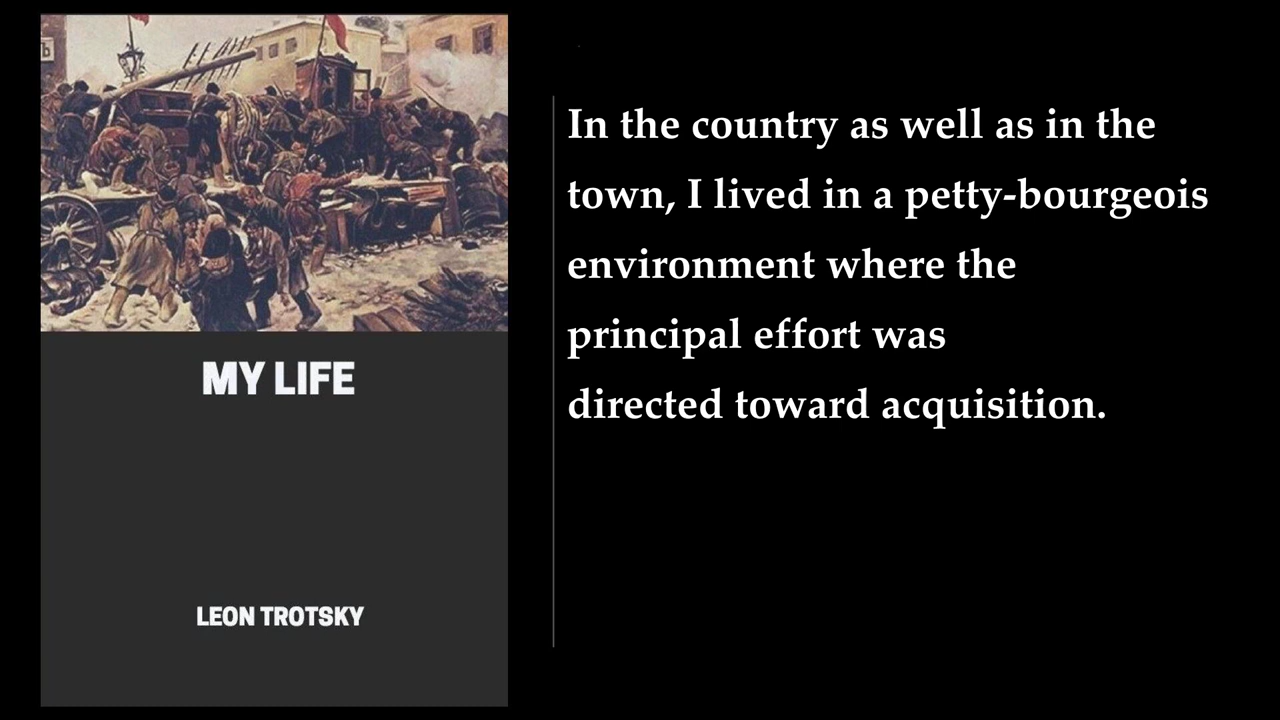 MY LIFE
LEON TROTSKY
In the country as well as in the
town, I lived in a petty-bourgeois
environment where the
principal effort was
directed toward acquisition.